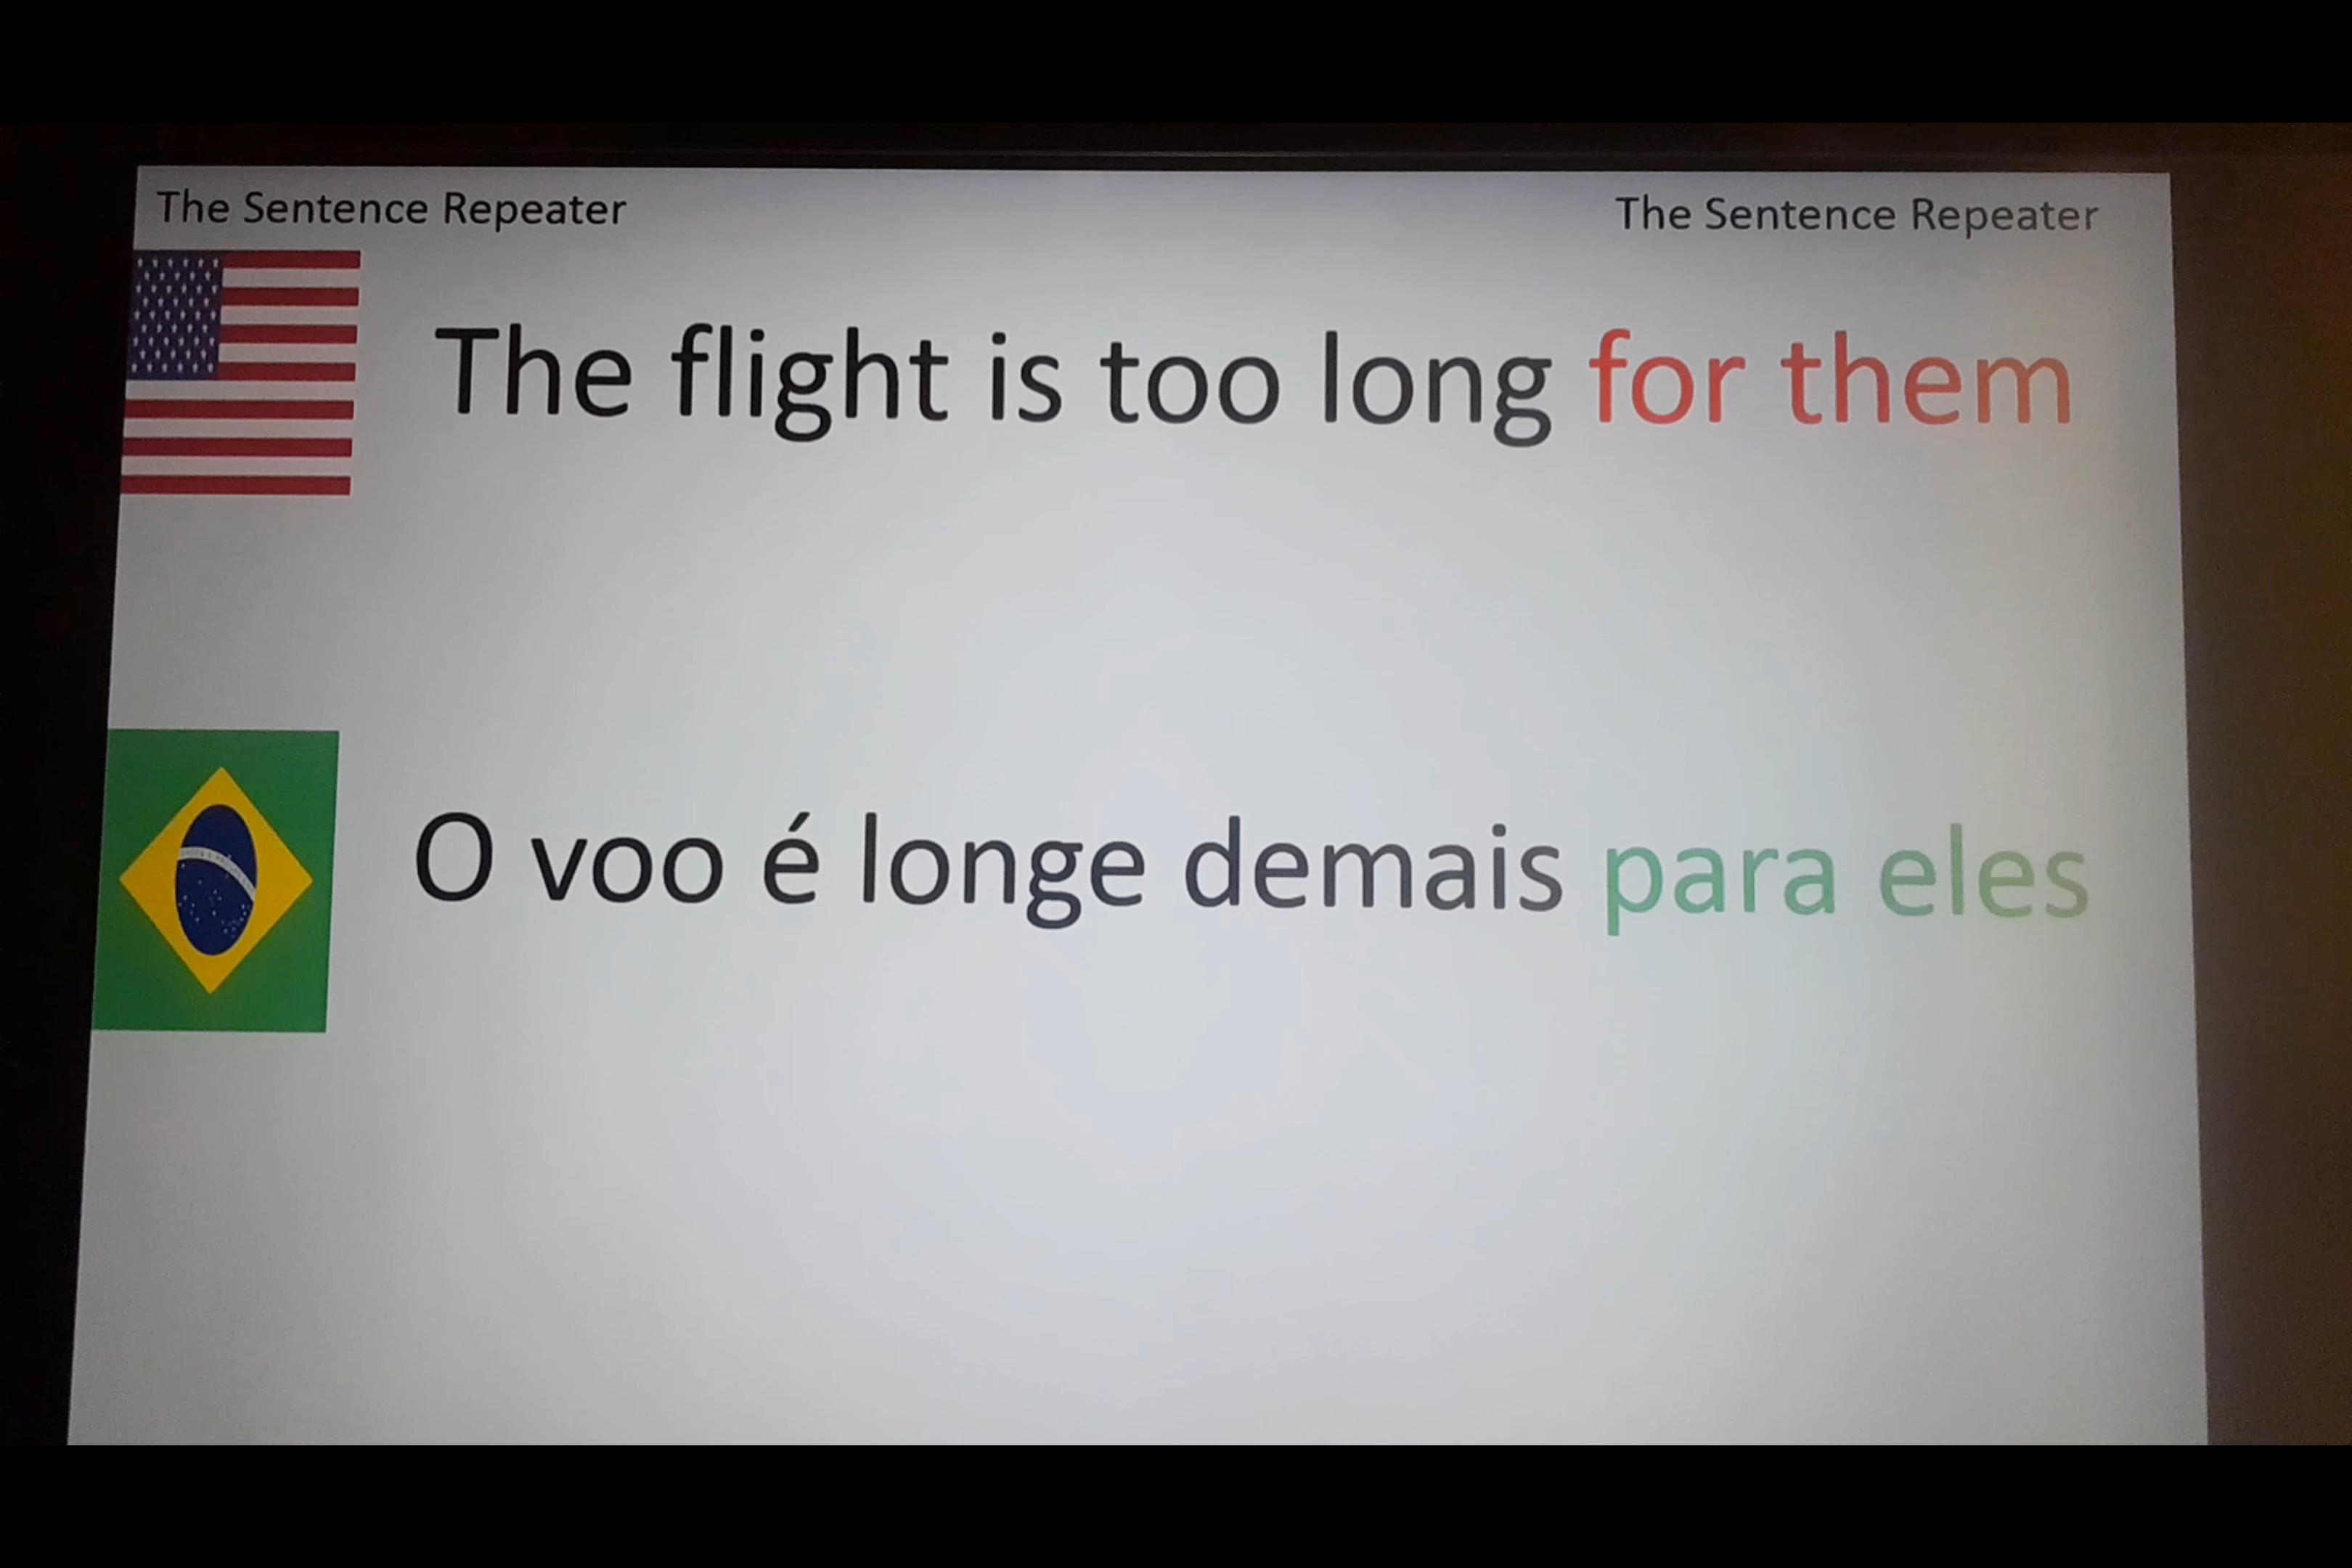 The Sentence Repeater
The Sentence Repeater
The flight is too long for them
O voo é longe demais para eles